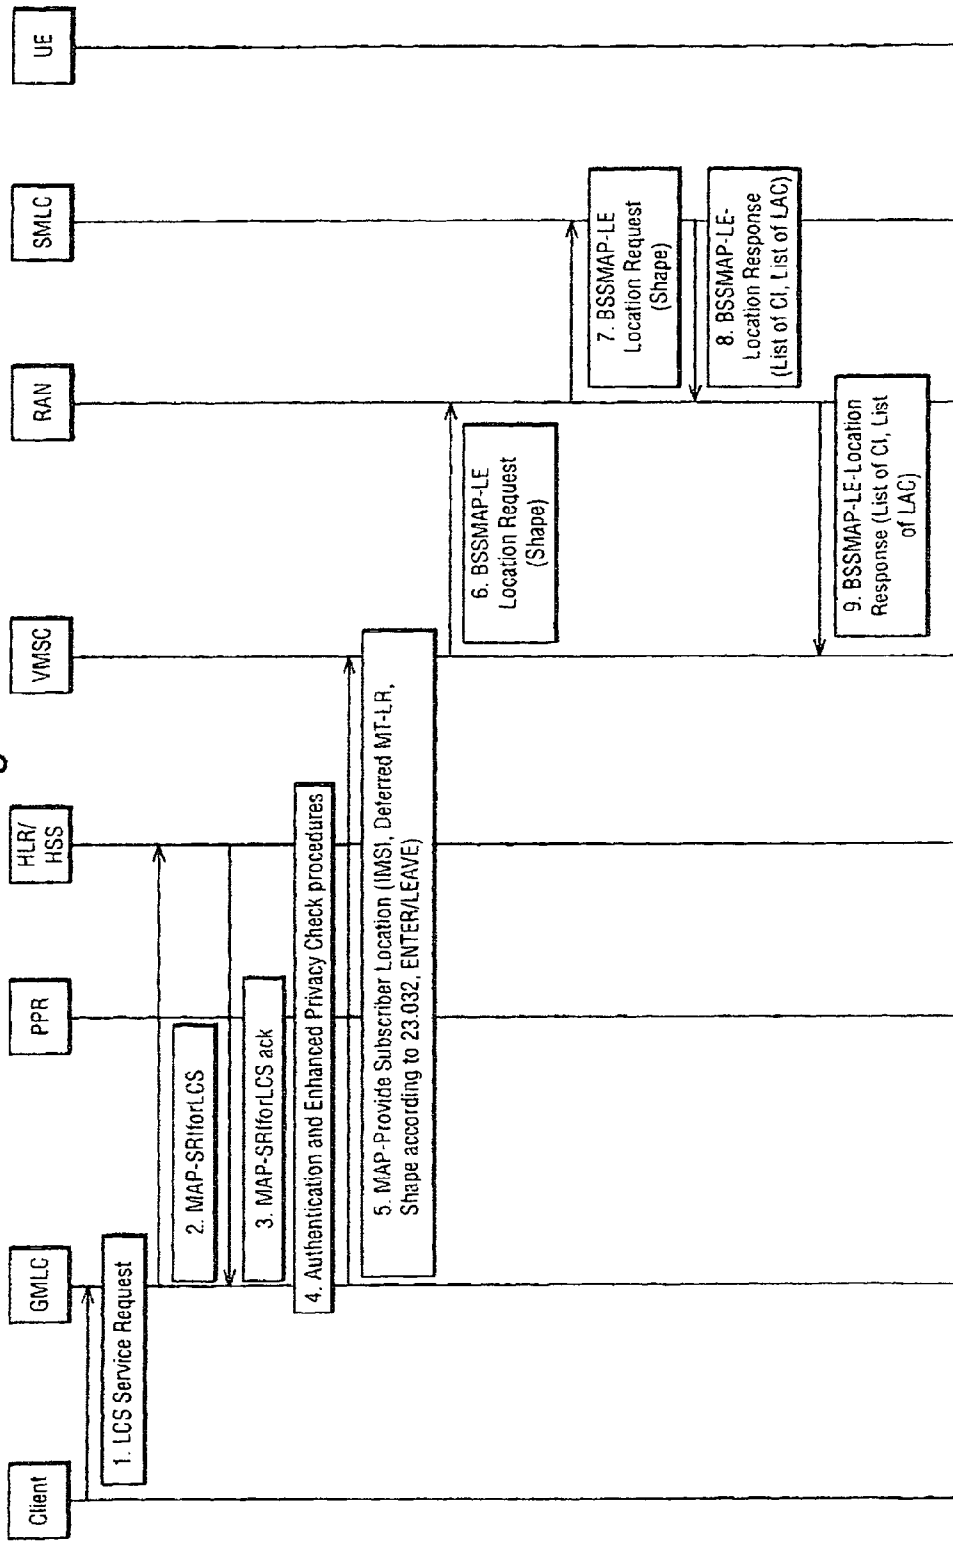 Client
GMLC
PPR
HLR/
HSS
VMSC
RAN
SMLC
UE
1. LCS Service Request
2. MAP-SRIforLCS
3. MAP-SRIforLCS ack
4. Authentication and Enhanced Privacy Check procedures
5. MAP-Provide Subscriber Location (IMSI), Deferred MT-LR,
Shape according to 23.032, ENTER/LEAVE)
6. BSSMAP-LE
Location Request
(Shape)
7. BSSMAP-LE
Location Request
(Shape)
8. BSSMAP-LE-
Location Response
(List of CI, List of LAC)
9. BSSMAP-LE-Location
Response (List of CI, List
of LAC)